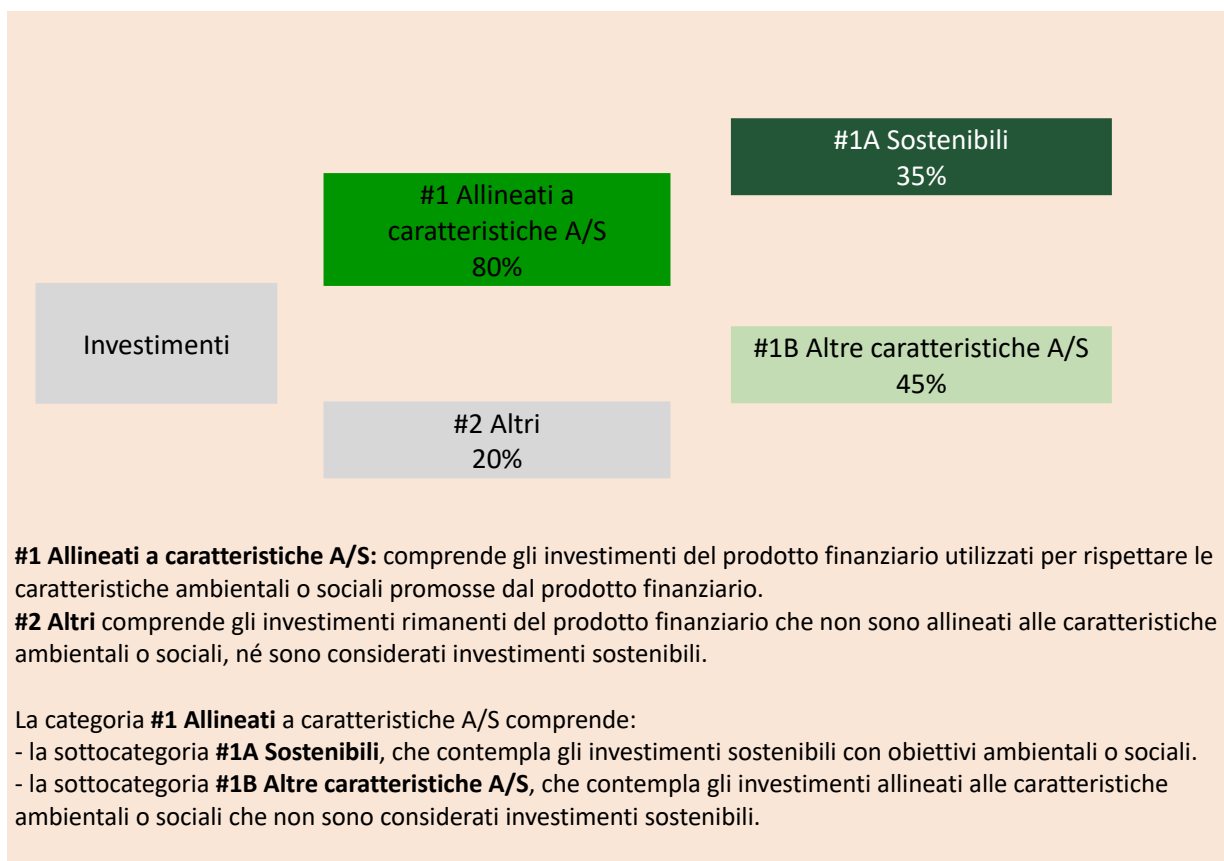 #1A Sostenibili
35%
#1 Allineati a
caratteristiche A/S
80%
Investimenti
#1B Altre caratteristiche A/S
45%
#2 Altri
20%
#1 Allineati a caratteristiche A/S: comprende gli investimenti del prodotto finanziario utilizzati per rispettare le
caratteristiche ambientali o sociali promosse dal prodotto finanziario.
#2 Altri comprende gli investimenti rimanenti del prodotto finanziario che non sono allineati alle caratteristiche
ambientali o sociali, né sono considerati investimenti sostenibili.
La categoria #1 Allineati a caratteristiche A/S comprende:
- la sottocategoria #1A Sostenibili, che contempla gli investimenti sostenibili con obiettivi ambientali o sociali.
- la sottocategoria #1B Altre caratteristiche A/S, che contempla gli investimenti allineati alle caratteristiche
ambientali o sociali che non sono considerati investimenti sostenibili.